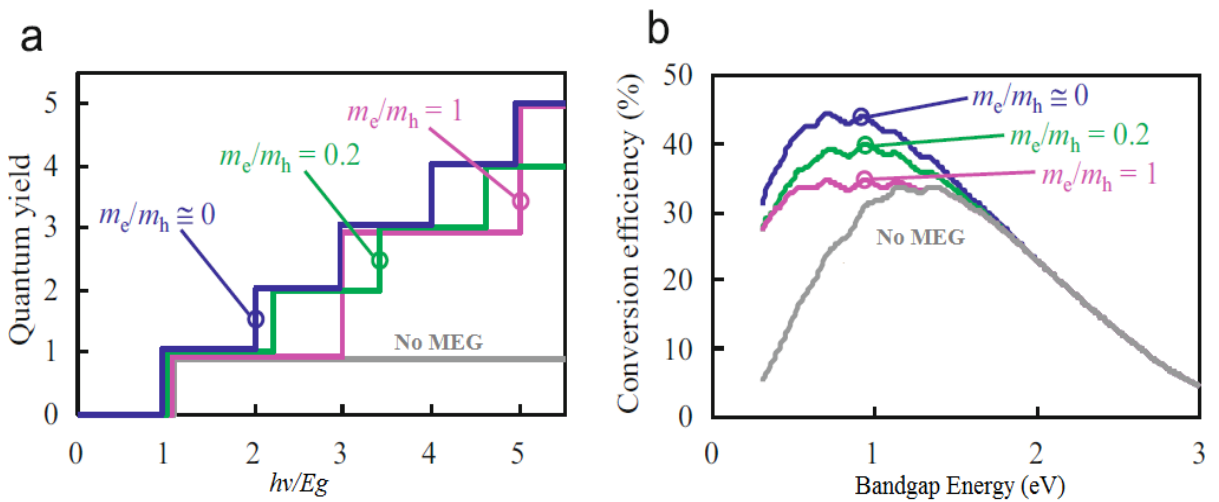 a
Quantum yield
5
4
3
2
1
0
mₑ/mₕ = 1
mₑ/mₕ = 0.2
mₑ/mₕ ≅ 0
No MEG
0 1 2 3 4 5
hν/Eg
b
Conversion efficiency (%)
50
40
30
20
10
0
mₑ/mₕ ≅ 0
mₑ/mₕ = 0.2
mₑ/mₕ = 1
No MEG
0 1 2 3
Bandgap Energy (eV)